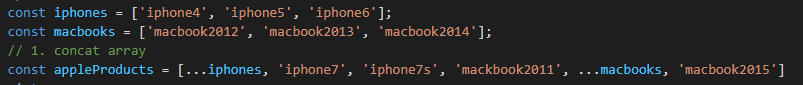 const iphones = ['iphone4', 'iphone5', 'iphone6'];
const macbooks = ['macbook2012', 'macbook2013', 'macbook2014'];
// 1. concat array
const appleProducts = [...iphones, 'iphone7', 'iphone7s', 'mackbook2011', ...macbooks, 'macbook2015']